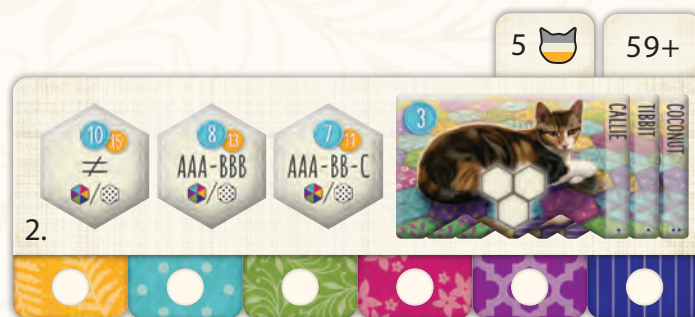 5 59+
10 15
≠
/
8 13
AAA-BBB
/
7 11
AAA-BB-C
/
3
CALLIE
TIBBIT
COCONUT
2.